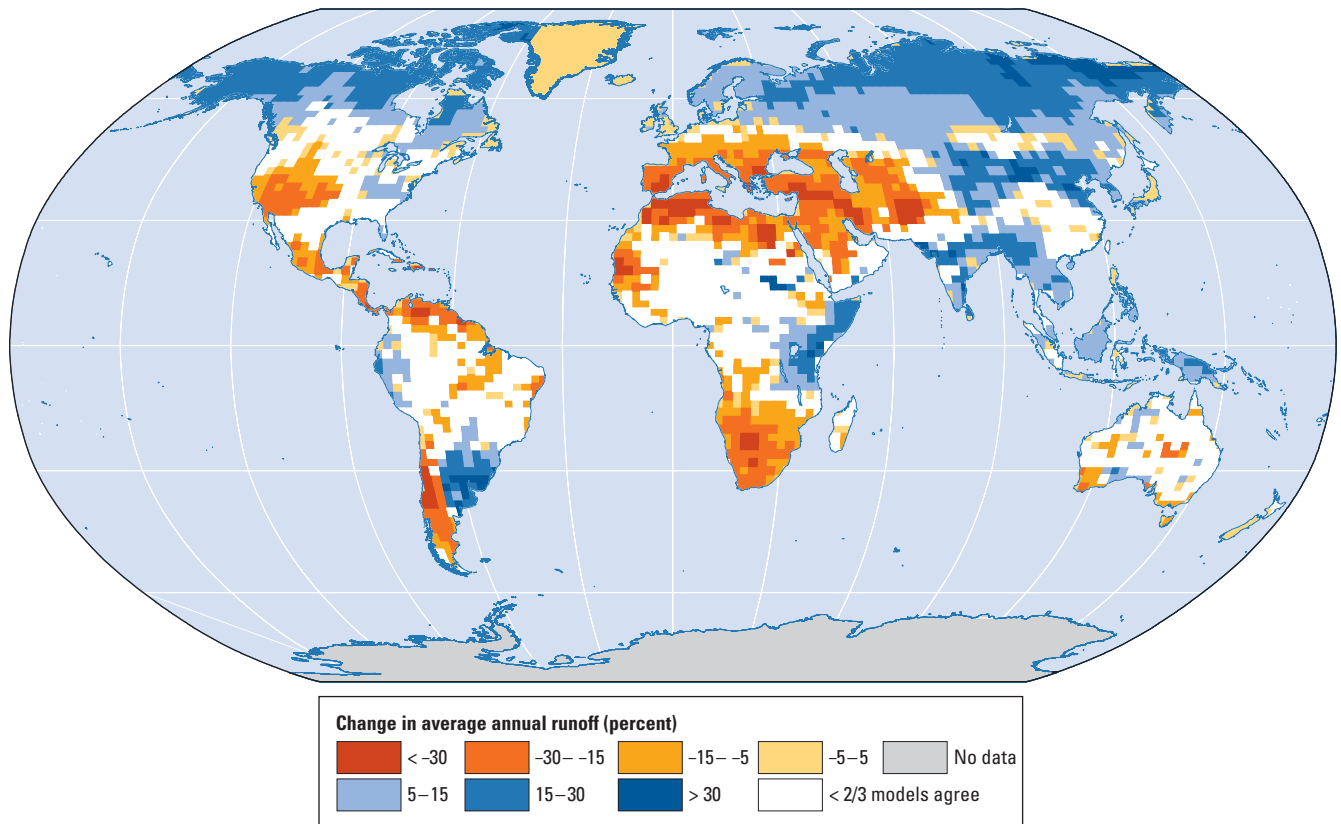 Change in average annual runoff (percent)
< –30 –30– –15 –15– –5 –5–5 No data
5–15 15–30 > 30 < 2/3 models agree